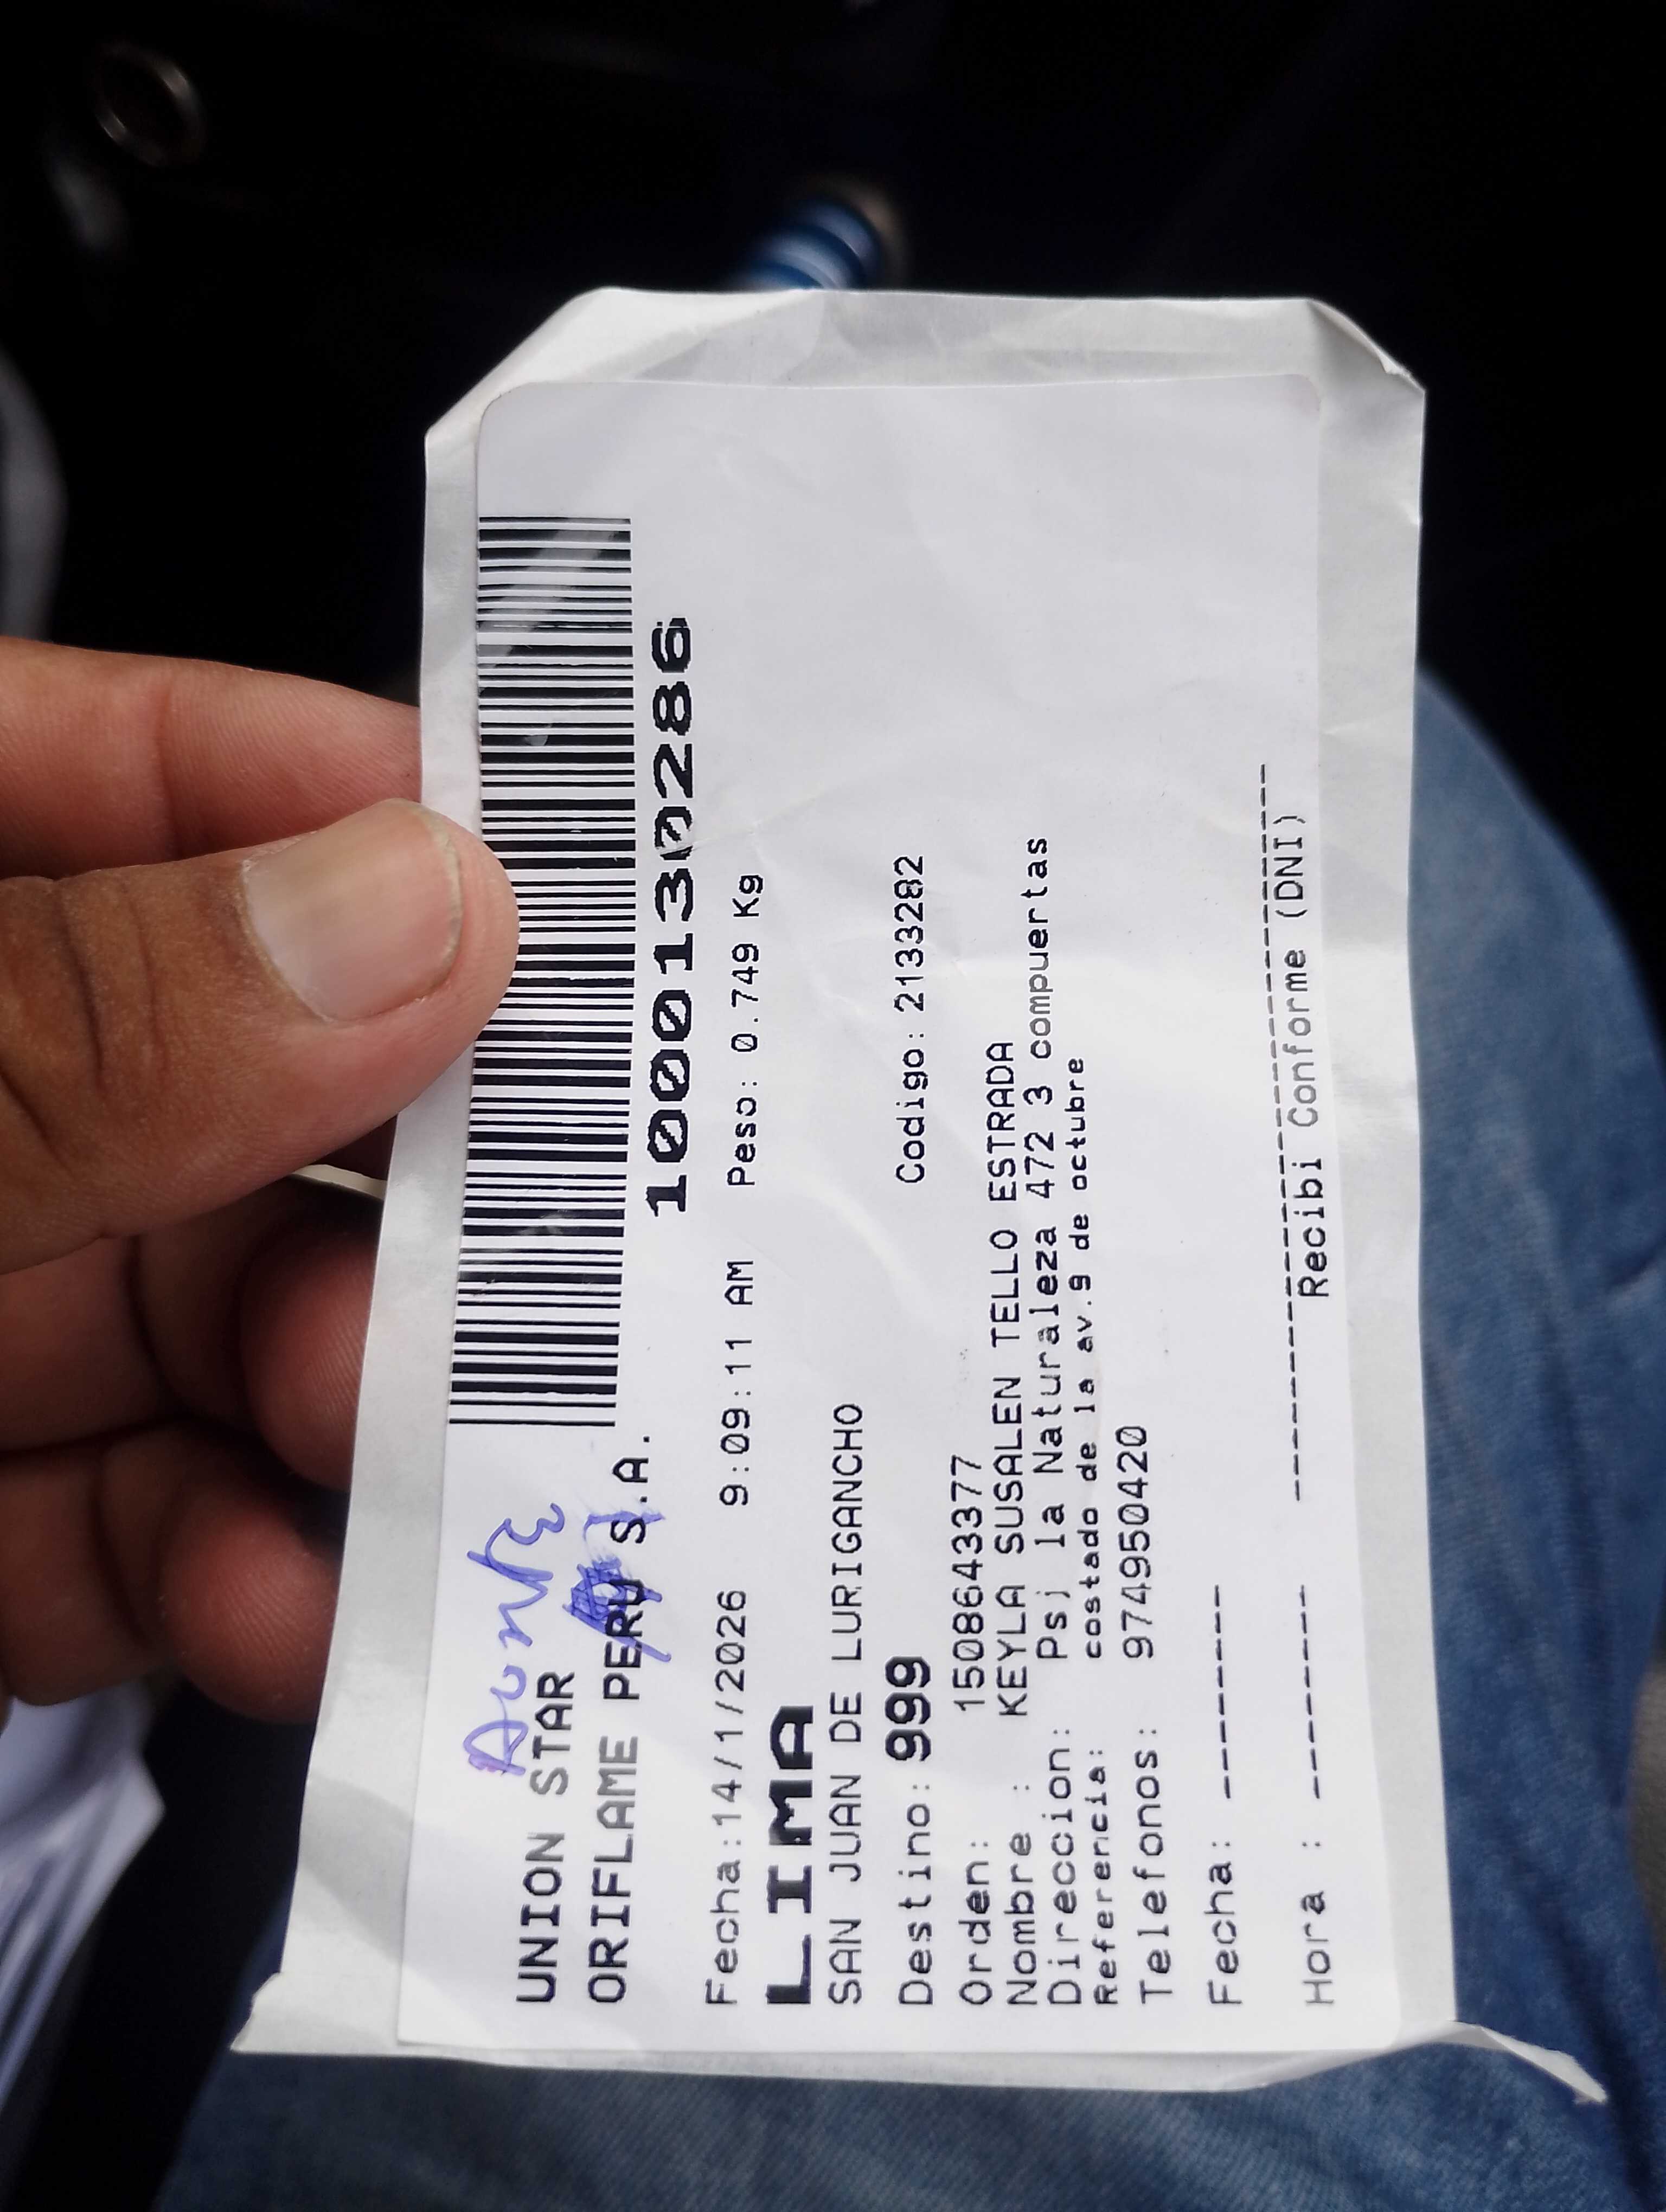 UNION STAR
ORIFLAME PERU S.A.
1000130286
Fecha:14/1/2026 9:09:11 AM Peso: 0.749 Kg
LIMA
SAN JUAN DE LURIGANCHO
Destino: 999 Codigo: 2133282
Orden: 1508643377
Nombre : KEYLA SUSALEN TELLO ESTRADA
Direccion: Psj la Naturaleza 472 3 compuertas
Referencia: costado de la av.9 de octubre
Telefonos: 974950420
Fecha: -------
Hora : -------
Recibi Conforme (DNI)